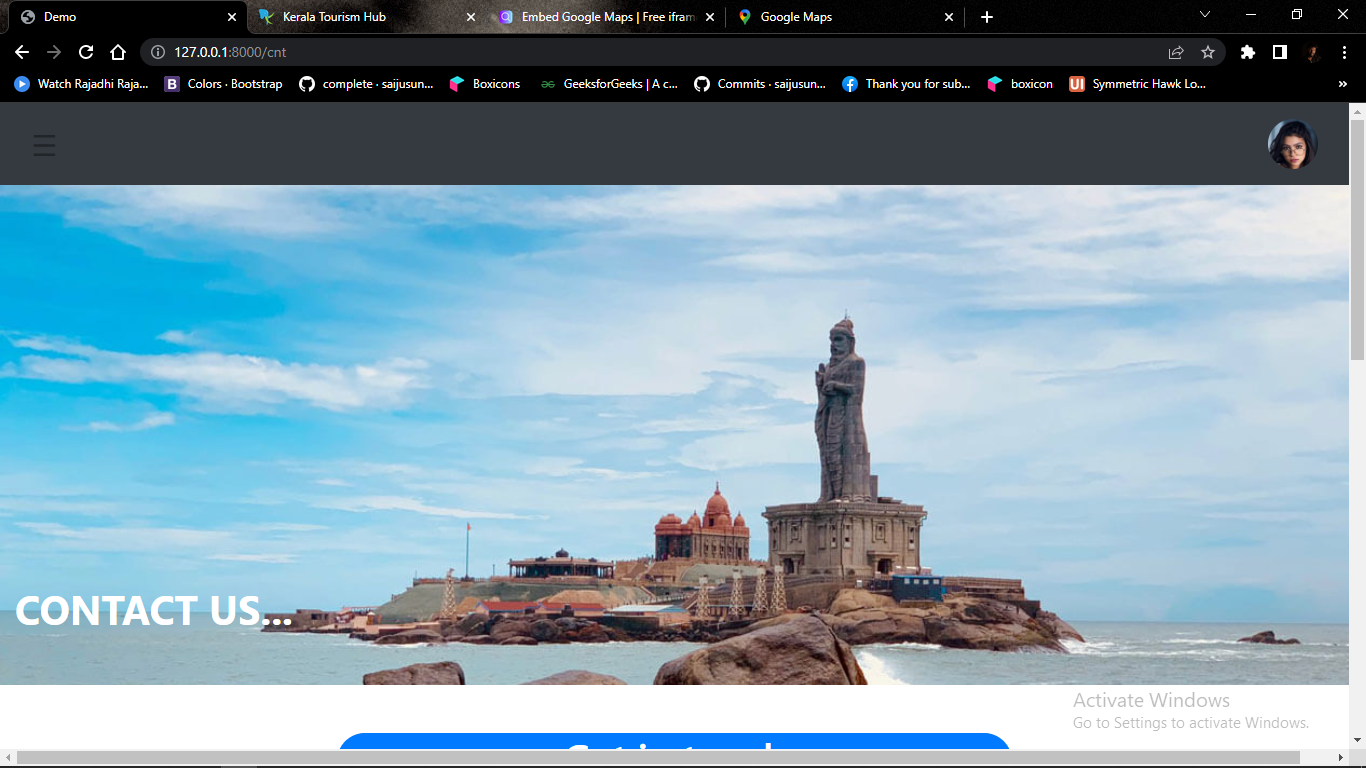 Demo
Kerala Tourism Hub
Embed Google Maps | Free ifram
Google Maps
127.0.0.1:8000/cnt
Watch Rajadhi Raja...
Colors · Bootstrap
complete · saijusun...
Boxicons
GeeksforGeeks | A c...
Commits · saijusun...
Thank you for sub...
boxicon
Symmetric Hawk Lo...
CONTACT US...
Activate Windows
Go to Settings to activate Windows.